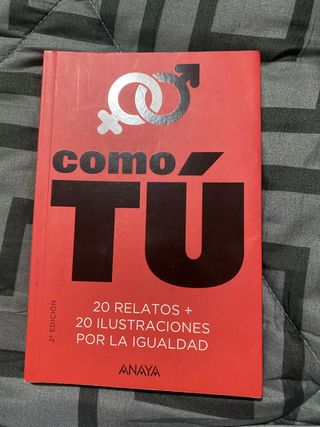 como
TÚ
20 RELATOS +
20 ILUSTRACIONES
POR LA IGUALDAD
2ª EDICIÓN
ANAYA